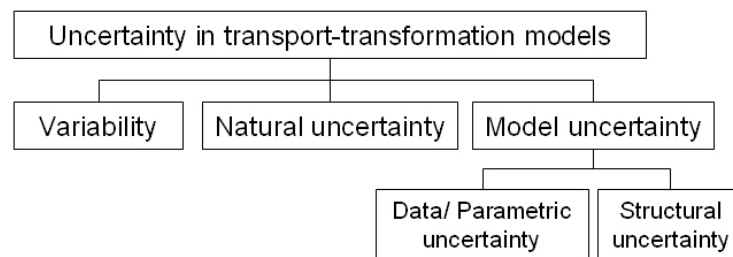 Uncertainty in transport-transformation models
Variability
Natural uncertainty
Model uncertainty
Data/ Parametric
uncertainty
Structural
uncertainty